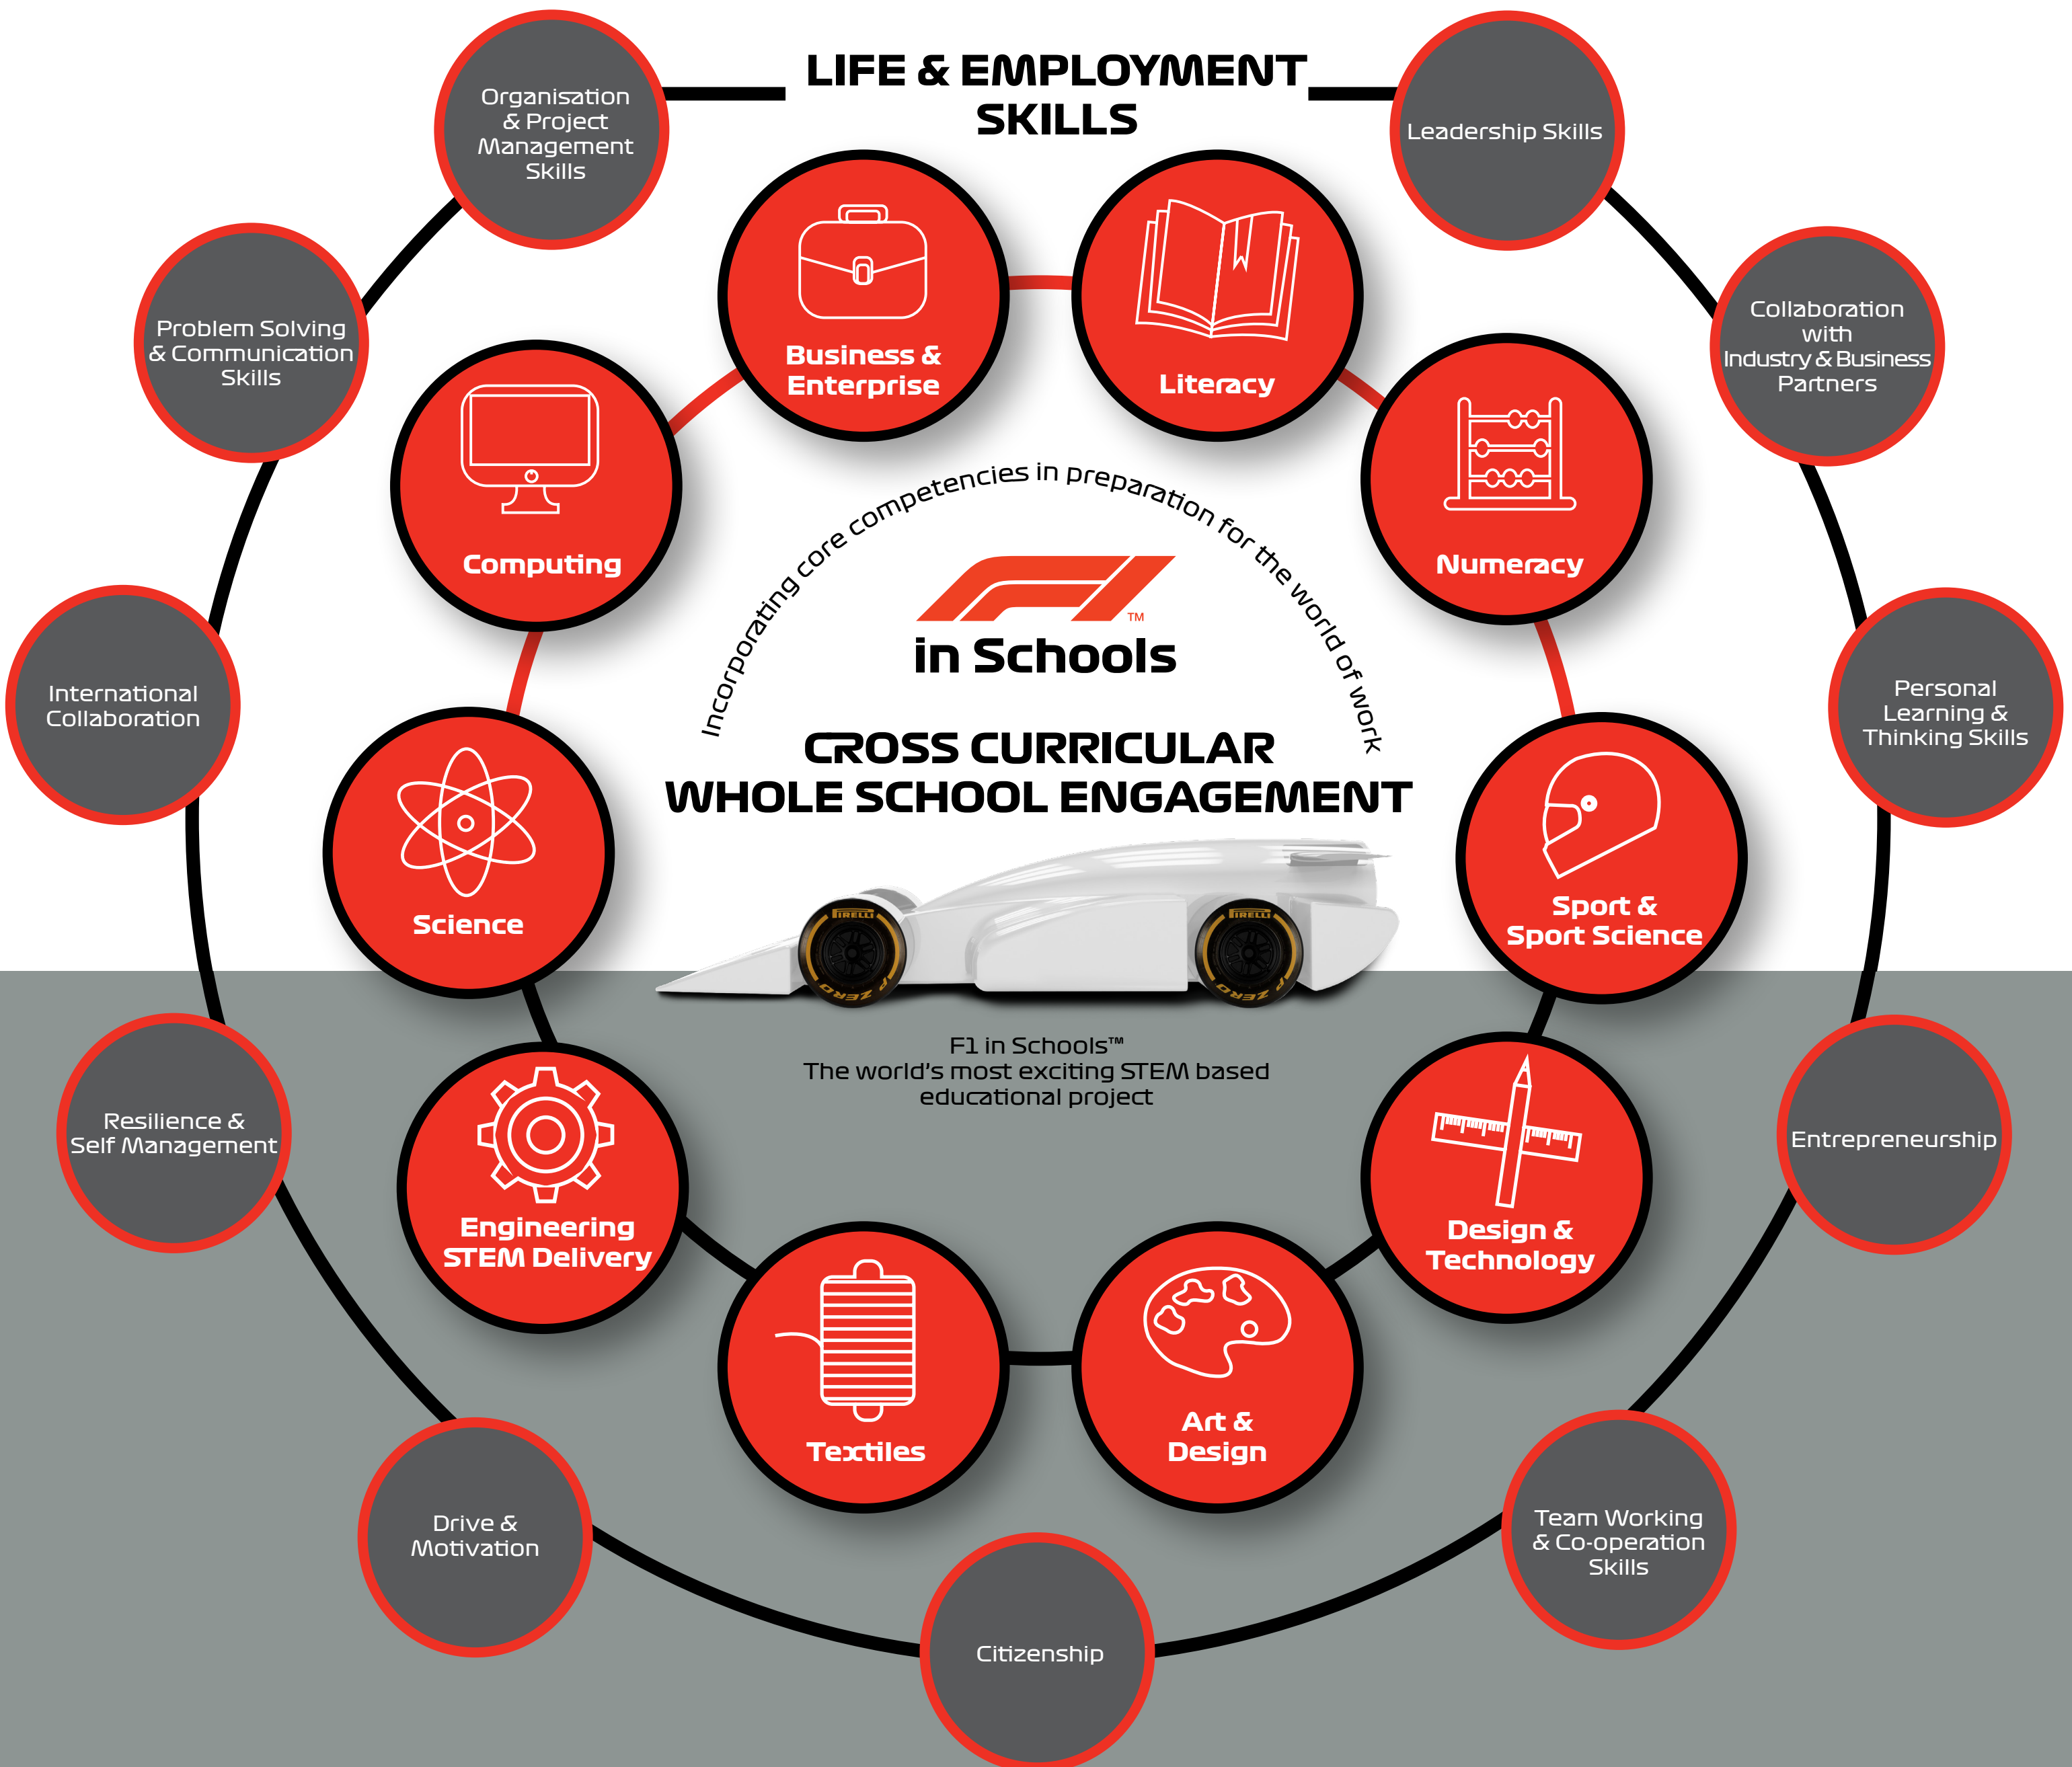 LIFE & EMPLOYMENT
SKILLS
Organisation
& Project
Management
Skills
Leadership Skills
Problem Solving
& Communication
Skills
Collaboration
with
Industry & Business
Partners
Business &
Enterprise
Literacy
Computing
Numeracy
Incorporating core competencies in preparation for the world of work
TM
in Schools
CROSS CURRICULAR
WHOLE SCHOOL ENGAGEMENT
International
Collaboration
Personal
Learning &
Thinking Skills
Science
Sport &
Sport Science
PIRELLI
P ZERO
PIRELLI
P ZERO
F1 in Schools™
The world's most exciting STEM based
educational project
Resilience &
Self Management
Entrepreneurship
Engineering
STEM Delivery
Design &
Technology
Textiles
Art &
Design
Drive &
Motivation
Team Working
& Co-operation
Skills
Citizenship